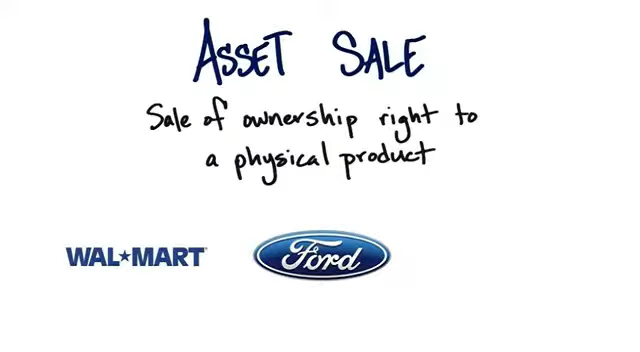 ASSET SALE
Sale of ownership right to
a physical product
WAL★MART
Ford